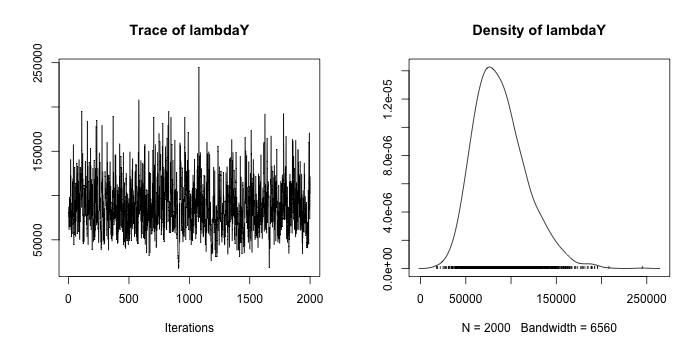 Trace of lambdaY
250000
150000
50000
0
500
1000
1500
2000
Iterations
Density of lambdaY
1.2e-05
8.0e-06
4.0e-06
0.0e+00
0
50000
150000
250000
N = 2000 Bandwidth = 6560